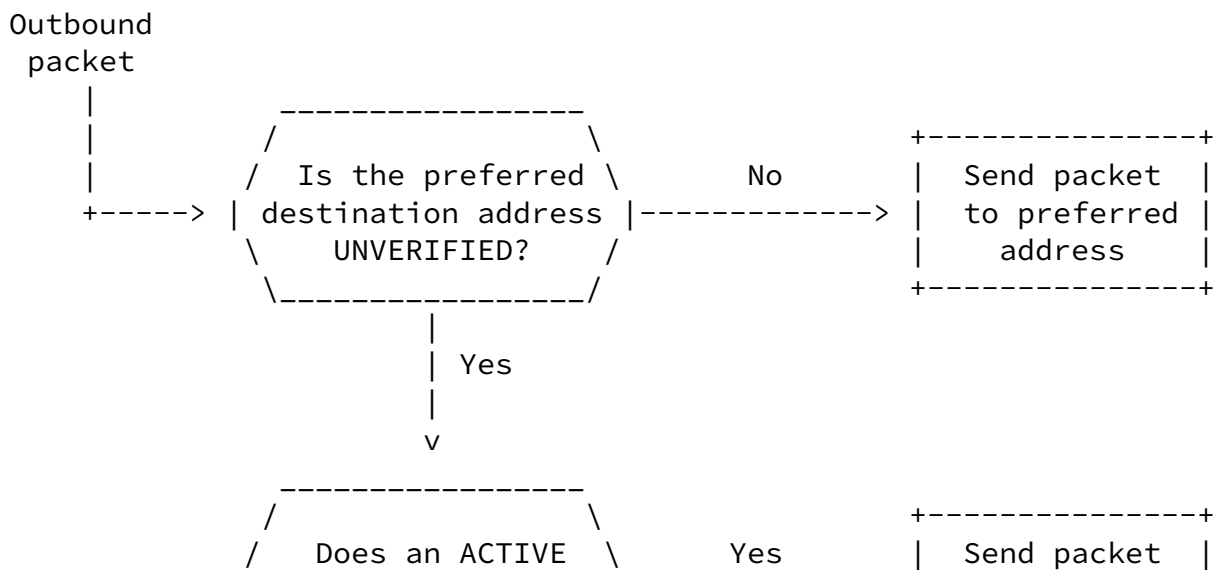 Outbound
packet
Is the preferred No Send packet
destination address to preferred
UNVERIFIED? address
Yes
Does an ACTIVE Yes Send packet